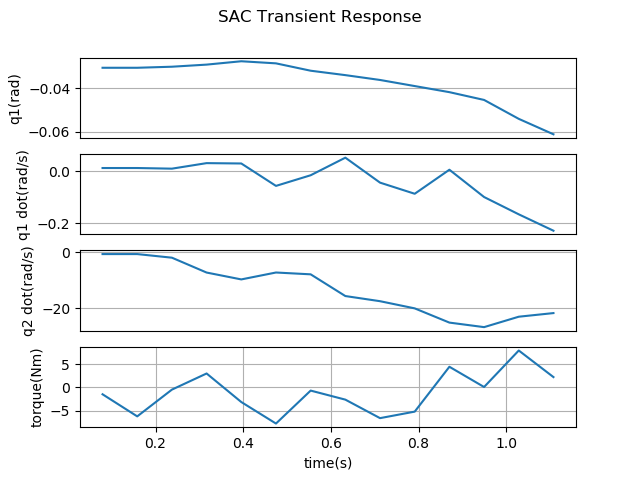 SAC Transient Response
q1(rad)
−0.04
−0.06
q1 dot(rad/s)
0.0
−0.2
q2 dot(rad/s)
0
−20
torque(Nm)
5
0
−5
0.2 0.4 0.6 0.8 1.0
time(s)